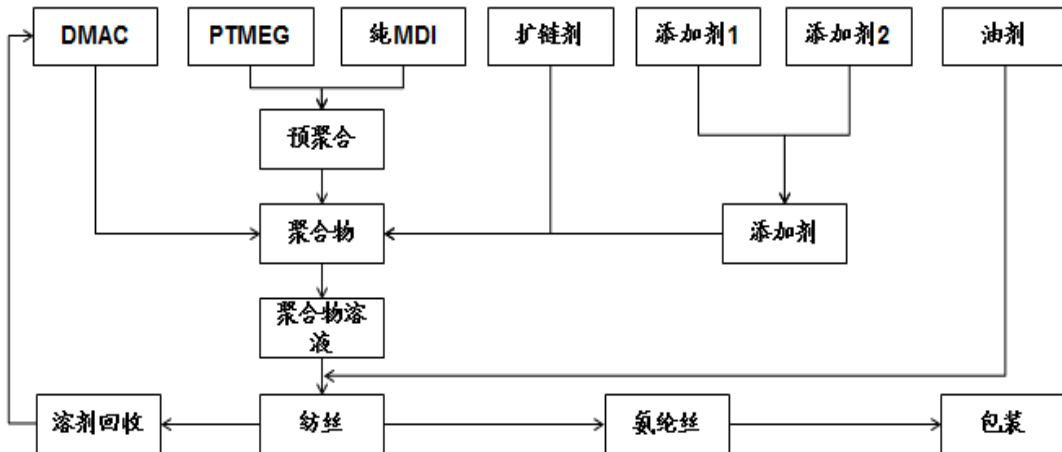 DMAC
PTMEG
纯MDI
扩链剂
添加剂1
添加剂2
油剂
预聚合
聚合物
添加剂
聚合物溶
液
溶剂回收
纺丝
氨纶丝
包装